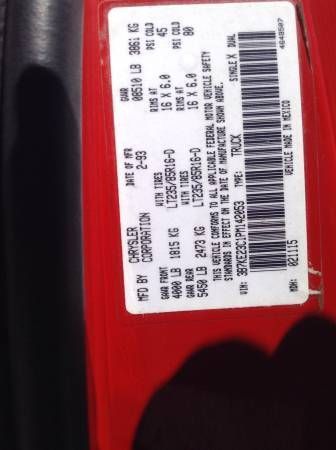 MFD BY CHRYSLER CORPORATION DATE OF MFR 2-93 GVWR 08510 LB 3861 KG
GAWR FRONT WITH TIRES RIMS AT PSI COLD
4000 LB 1815 KG LT235/85R16-D 16 X 6.0 45
GAWR REAR WITH TIRES RIMS AT PSI COLD
5450 LB 2473 KG LT235/85R16-D 16 X 6.0 80
THIS VEHICLE CONFORMS TO ALL APPLICABLE FEDERAL MOTOR VEHICLE SAFETY
STANDARDS IN EFFECT ON THE DATE OF MANUFACTURE SHOWN ABOVE.
VIN: TYPE: SINGLE X DUAL
3B7KE23C1PM142053 TRUCK
MDH: 021115 VEHICLE MADE IN MEXICO 4648507